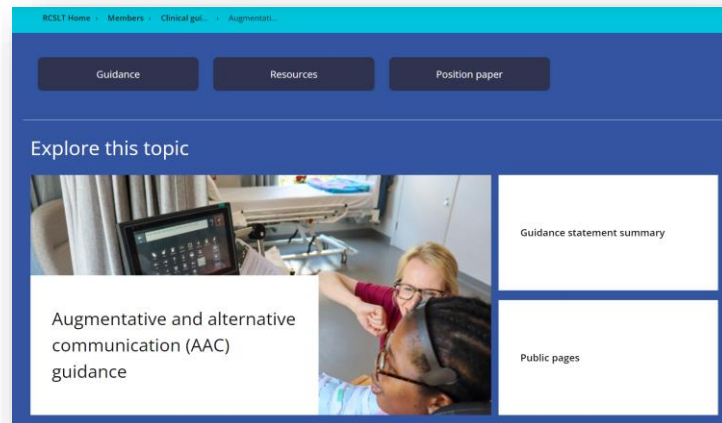 RCSLT Home › Members › Clinical gui... › Augmentati...
Guidance Resources Position paper
Explore this topic
Augmentative and alternative
communication (AAC)
guidance
Guidance statement summary
Public pages